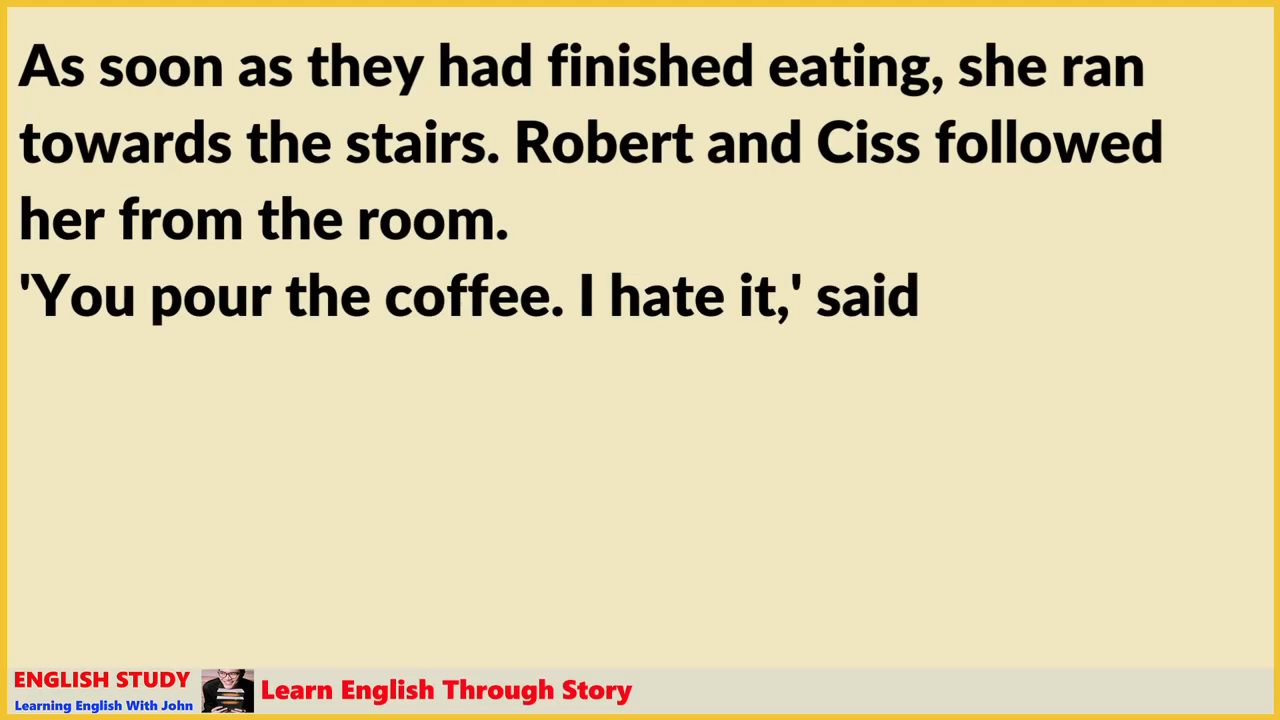 As soon as they had finished eating, she ran
towards the stairs. Robert and Ciss followed
her from the room.
'You pour the coffee. I hate it,' said
ENGLISH STUDY
Learning English With John
Learn English Through Story